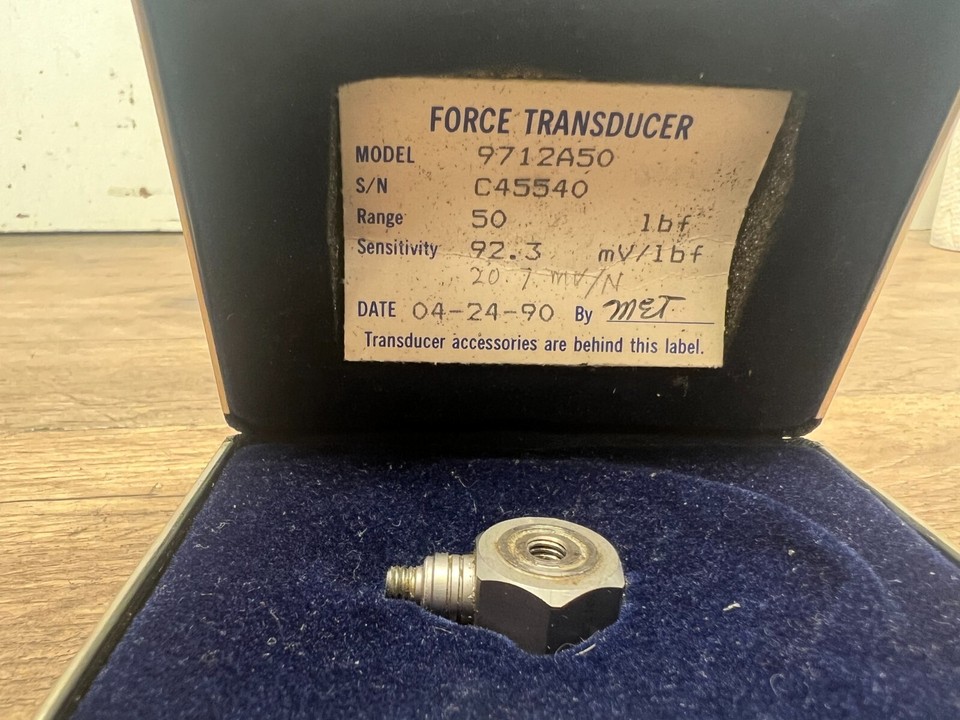 FORCE TRANSDUCER
MODEL 9712A50
S/N C45540
Range 50 lbf
Sensitivity 92.3 mV/lbf
20.7 mV/N
DATE 04-24-90 By MET
Transducer accessories are behind this label.